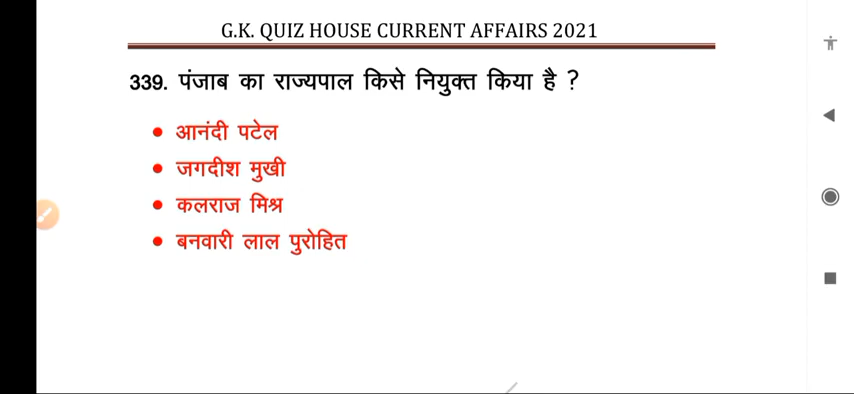 G.K. QUIZ HOUSE CURRENT AFFAIRS 2021
339. पंजाब का राज्यपाल किसे नियुक्त किया है ?
• आनंदी पटेल
• जगदीश मुखी
• कलराज मिश्र
• बनवारी लाल पुरोहित